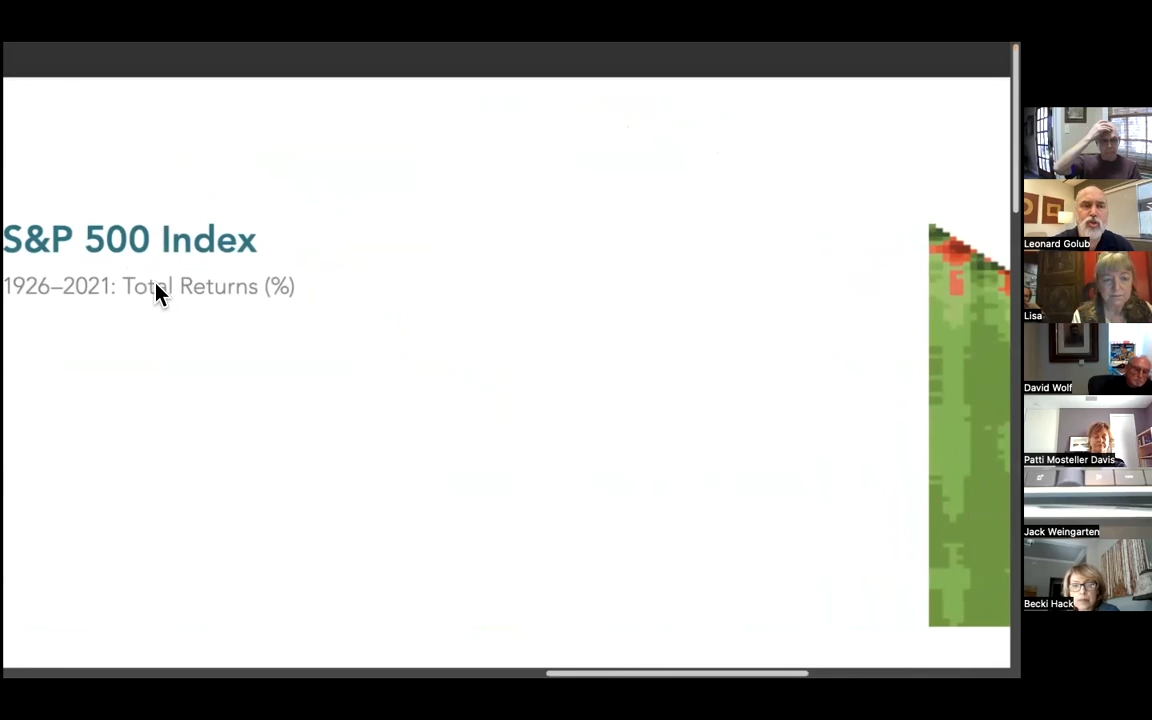 S&P 500 Index
1926–2021: Total Returns (%)
Leonard Golub
Lisa
David Wolf
Patti Mosteller Davis
Jack Weingarten
Becki Hack